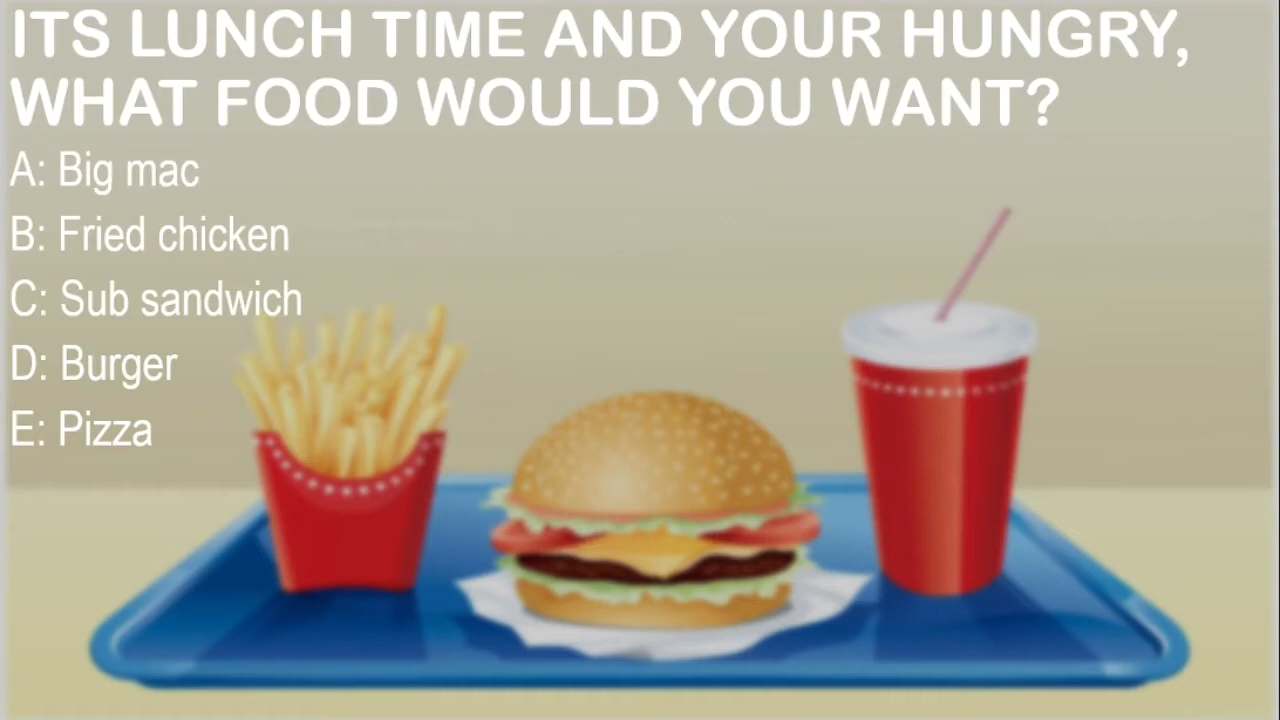 ITS LUNCH TIME AND YOUR HUNGRY,
WHAT FOOD WOULD YOU WANT?
A: Big mac
B: Fried chicken
C: Sub sandwich
D: Burger
E: Pizza